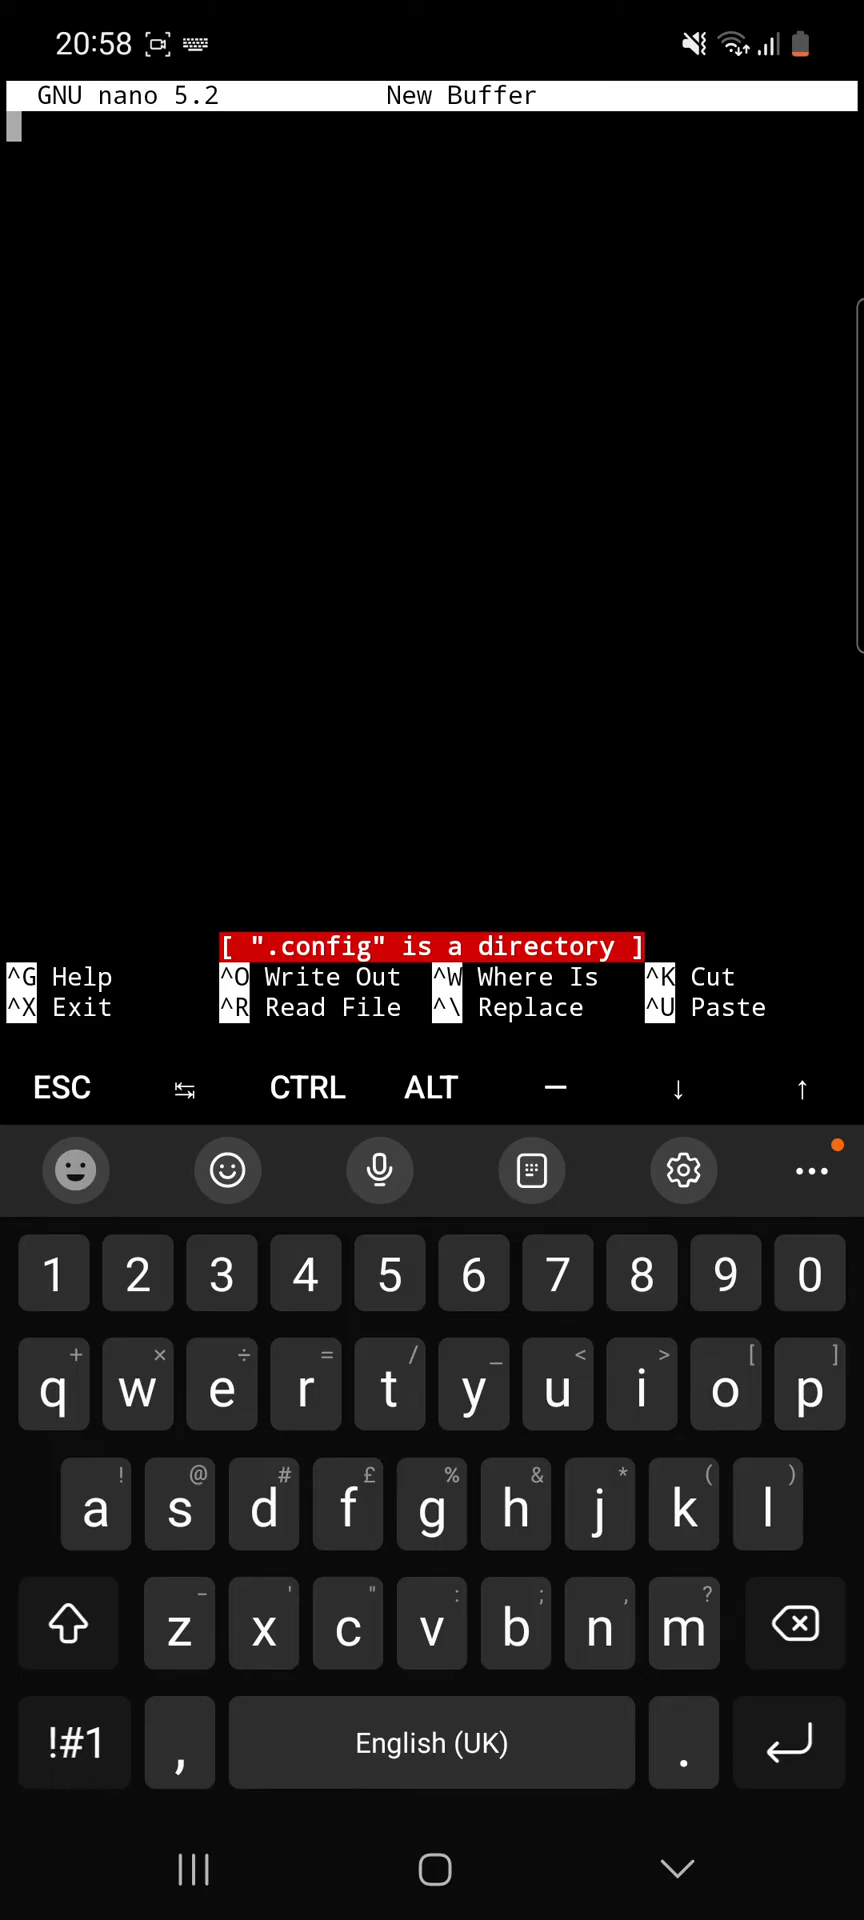 20:58
GNU nano 5.2 New Buffer
[ ".config" is a directory ]
^G Help ^O Write Out ^W Where Is ^K Cut
^X Exit ^R Read File ^\ Replace ^U Paste
ESC ↹ CTRL ALT — ↓ ↑
1 2 3 4 5 6 7 8 9 0
+ × ÷ = / _ < > [ ]
q w e r t y u i o p
! @ # £ % & * ( )
a s d f g h j k l
- ' " : ; , ?
z x c v b n m
!#1 , English (UK) .